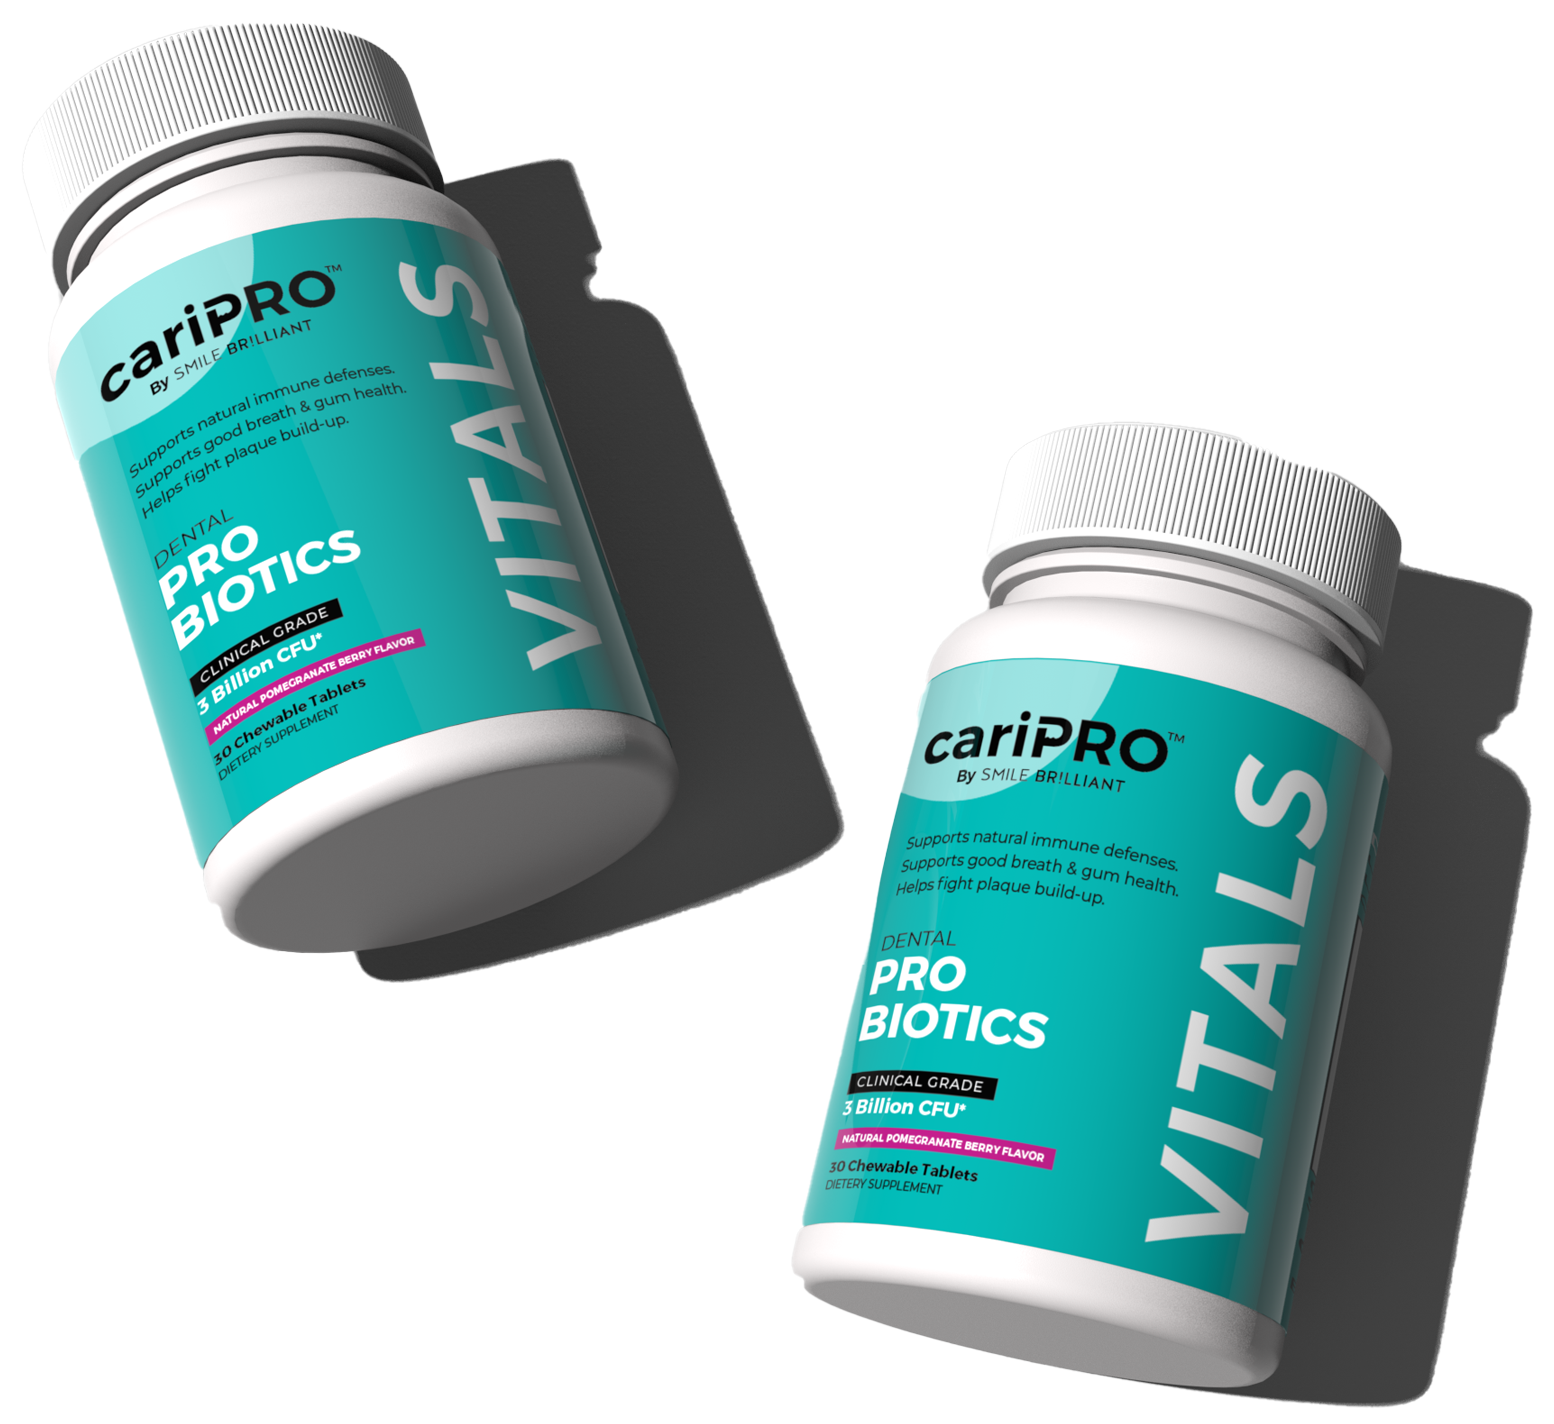 cariPRO™
By SMILE BR!LLIANT
Supports natural immune defenses.
Supports good breath & gum health.
Helps fight plaque build-up.
DENTAL
PRO
BIOTICS
CLINICAL GRADE
3 Billion CFU*
NATURAL POMEGRANATE BERRY FLAVOR
30 Chewable Tablets
DIETERY SUPPLEMENT
VITALS
cariPRO™
By SMILE BR!LLIANT
Supports natural immune defenses.
Supports good breath & gum health.
Helps fight plaque build-up.
DENTAL
PRO
BIOTICS
CLINICAL GRADE
3 Billion CFU*
NATURAL POMEGRANATE BERRY FLAVOR
30 Chewable Tablets
DIETERY SUPPLEMENT
VITALS